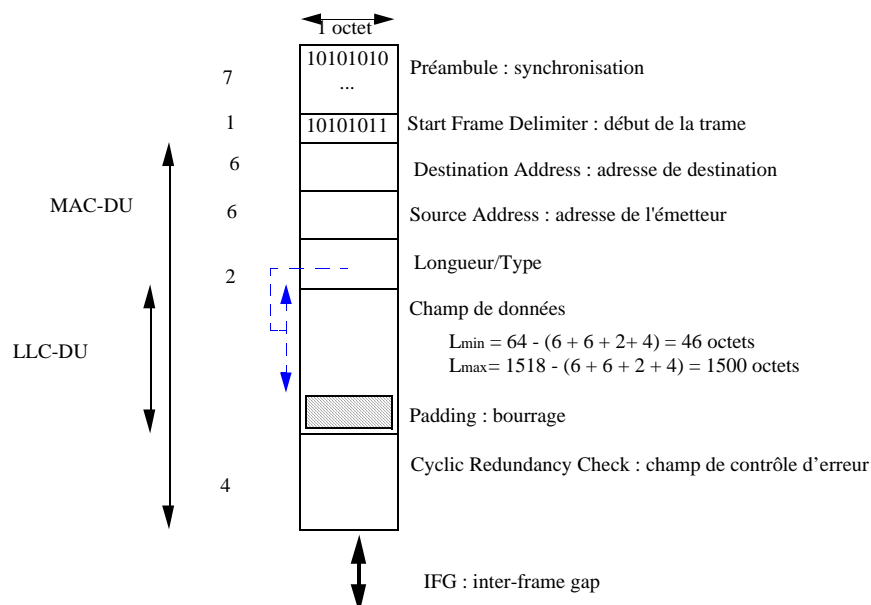 1 octet
10101010
...
7
Préambule : synchronisation
1
10101011
Start Frame Delimiter : début de la trame
6
Destination Address : adresse de destination
MAC-DU
6
Source Address : adresse de l'émetteur
2
Longueur/Type
Champ de données
Lmin = 64 - (6 + 6 + 2+ 4) = 46 octets
Lmax= 1518 - (6 + 6 + 2 + 4) = 1500 octets
LLC-DU
Padding : bourrage
Cyclic Redundancy Check : champ de contrôle d’erreur
4
IFG : inter-frame gap